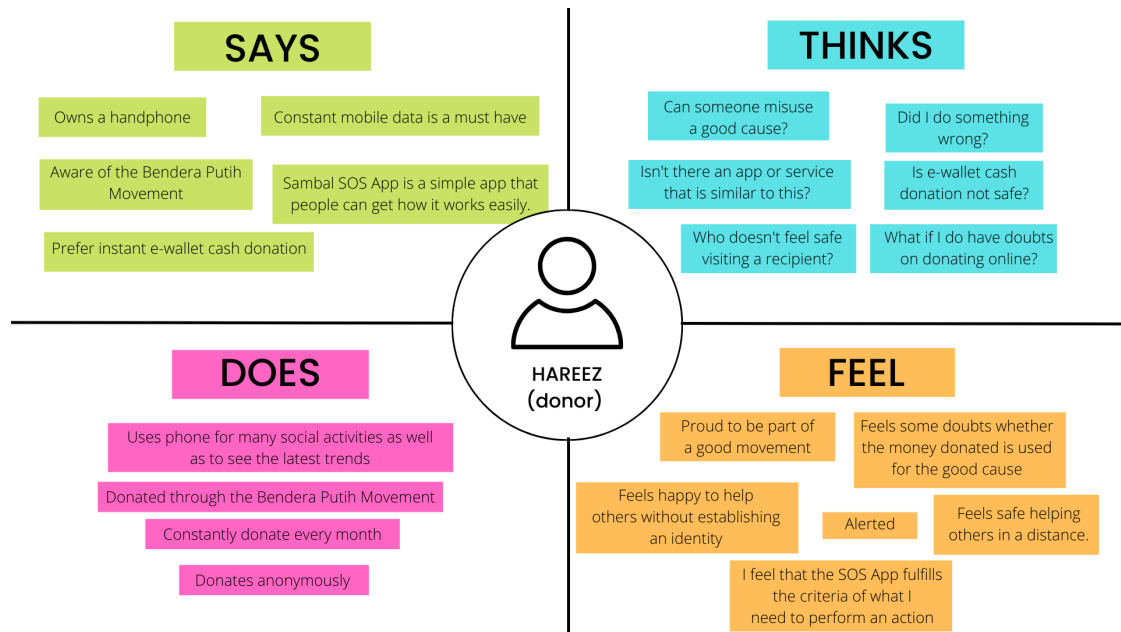 SAYS
Owns a handphone
Constant mobile data is a must have
Aware of the Bendera Putih
Movement
Sambal SOS App is a simple app that
people can get how it works easily.
Prefer instant e-wallet cash donation
THINKS
Can someone misuse
a good cause?
Did I do something
wrong?
Isn't there an app or service
that is similar to this?
Is e-wallet cash
donation not safe?
Who doesn't feel safe
visiting a recipient?
What if I do have doubts
on donating online?
HAREEZ
(donor)
DOES
Uses phone for many social activities as well
as to see the latest trends
Donated through the Bendera Putih Movement
Constantly donate every month
Donates anonymously
FEEL
Proud to be part of
a good movement
Feels some doubts whether
the money donated is used
for the good cause
Feels happy to help
others without establishing
an identity
Alerted
Feels safe helping
others in a distance.
I feel that the SOS App fulfills
the criteria of what I
need to perform an action